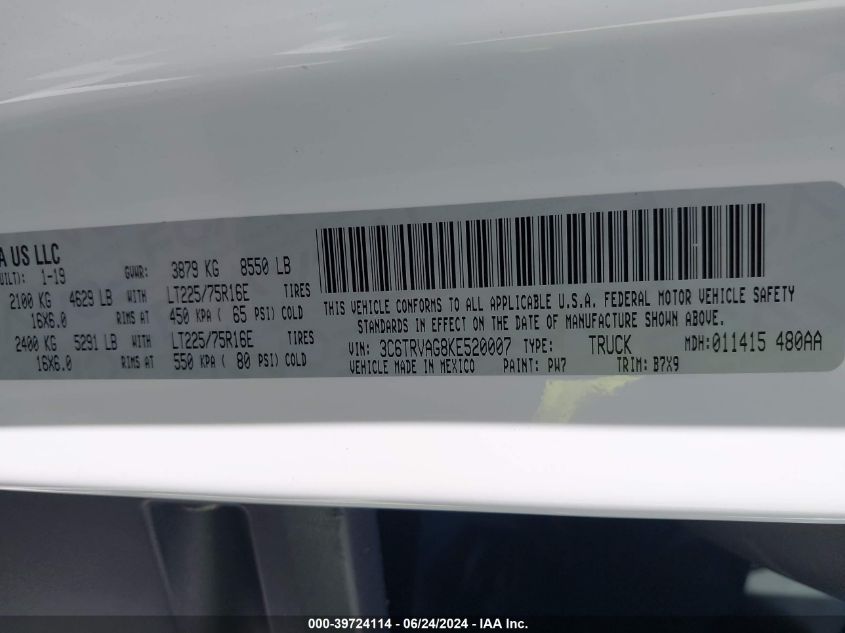 A US LLC
UILT): 1-19 GVWR: 3879 KG 8550 LB
2100 KG 4629 LB WITH LT225/75R16E TIRES
16X6.0 RIMS AT 450 KPA ( 65 PSI) COLD
2400 KG 5291 LB WITH LT225/75R16E TIRES
16X6.0 RIMS AT 550 KPA ( 80 PSI) COLD
THIS VEHICLE CONFORMS TO ALL APPLICABLE U.S.A. FEDERAL MOTOR VEHICLE SAFETY
STANDARDS IN EFFECT ON THE DATE OF MANUFACTURE SHOWN ABOVE.
VIN: 3C6TRVAG8KE520007 TYPE: TRUCK MDH:011415 480AA
VEHICLE MADE IN MEXICO PAINT: PW7 TRIM: B7X9
000-39724114 - 06/24/2024 - IAA Inc.